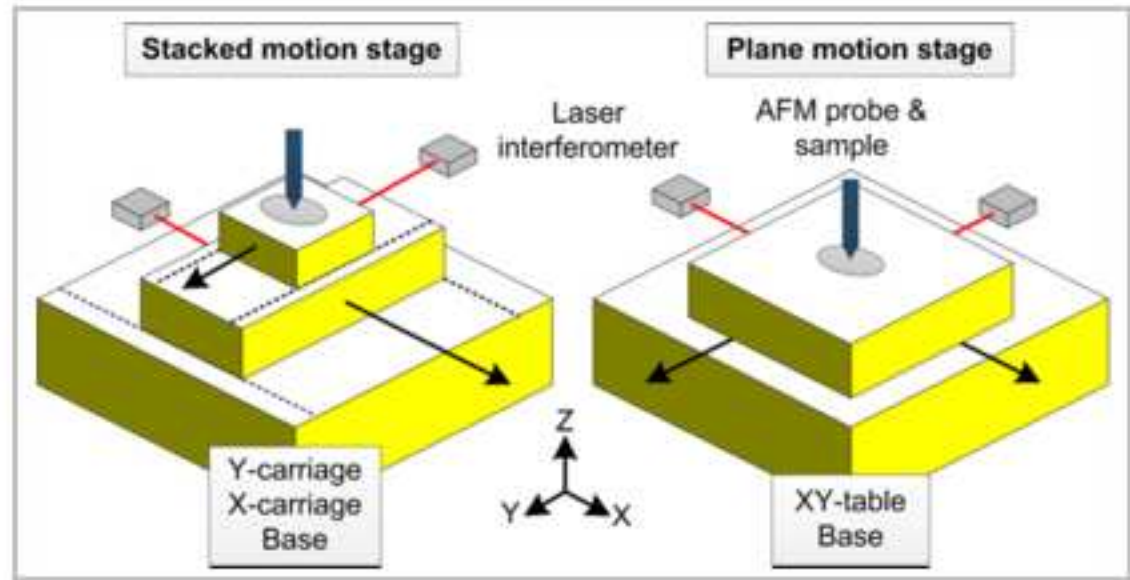 Stacked motion stage
Plane motion stage
Laser
interferometer
AFM probe &
sample
Y-carriage
X-carriage
Base
Z
Y
X
XY-table
Base